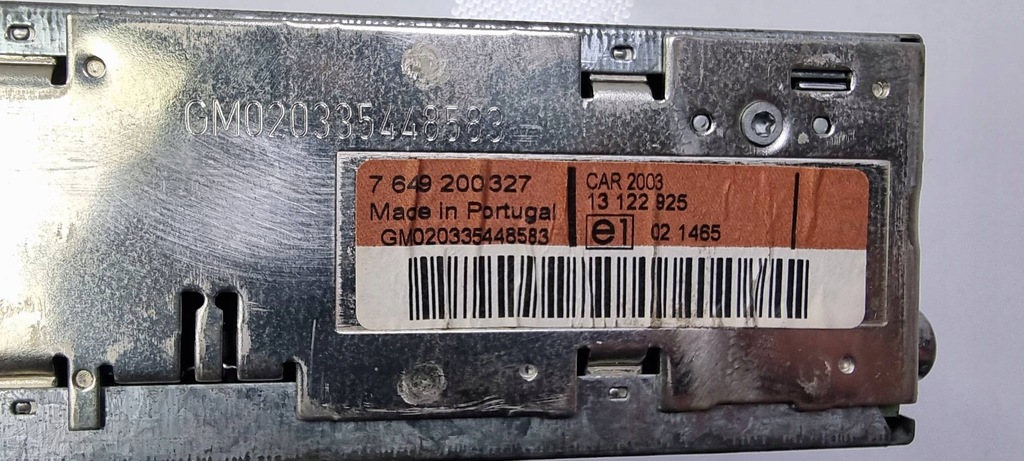 GM020335448583
7 649 200 327
Made in Portugal
GM020335448583
CAR 2003
13 122 925
e1 02 1465